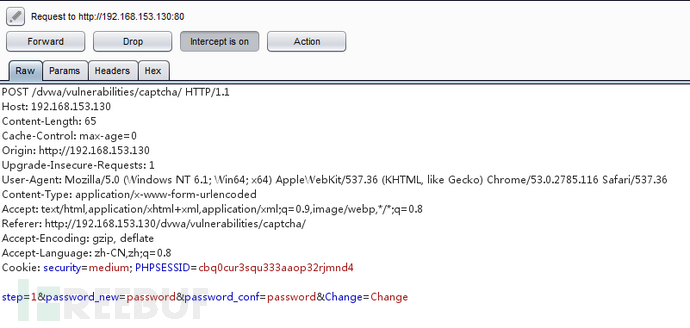 Request to http://192.168.153.130:80
Forward Drop Intercept is on Action
Raw Params Headers Hex
POST /dvwa/vulnerabilities/captcha/ HTTP/1.1
Host: 192.168.153.130
Content-Length: 65
Cache-Control: max-age=0
Origin: http://192.168.153.130
Upgrade-Insecure-Requests: 1
User-Agent: Mozilla/5.0 (Windows NT 6.1; Win64; x64) AppleWebKit/537.36 (KHTML, like Gecko) Chrome/53.0.2785.116 Safari/537.36
Content-Type: application/x-www-form-urlencoded
Accept: text/html,application/xhtml+xml,application/xml;q=0.9,image/webp,*/*;q=0.8
Referer: http://192.168.153.130/dvwa/vulnerabilities/captcha/
Accept-Encoding: gzip, deflate
Accept-Language: zh-CN,zh;q=0.8
Cookie: security=medium; PHPSESSID=cbq0cur3squ333aaop32rjmnd4
step=1&password_new=password&password_conf=password&Change=Change
REEBUF